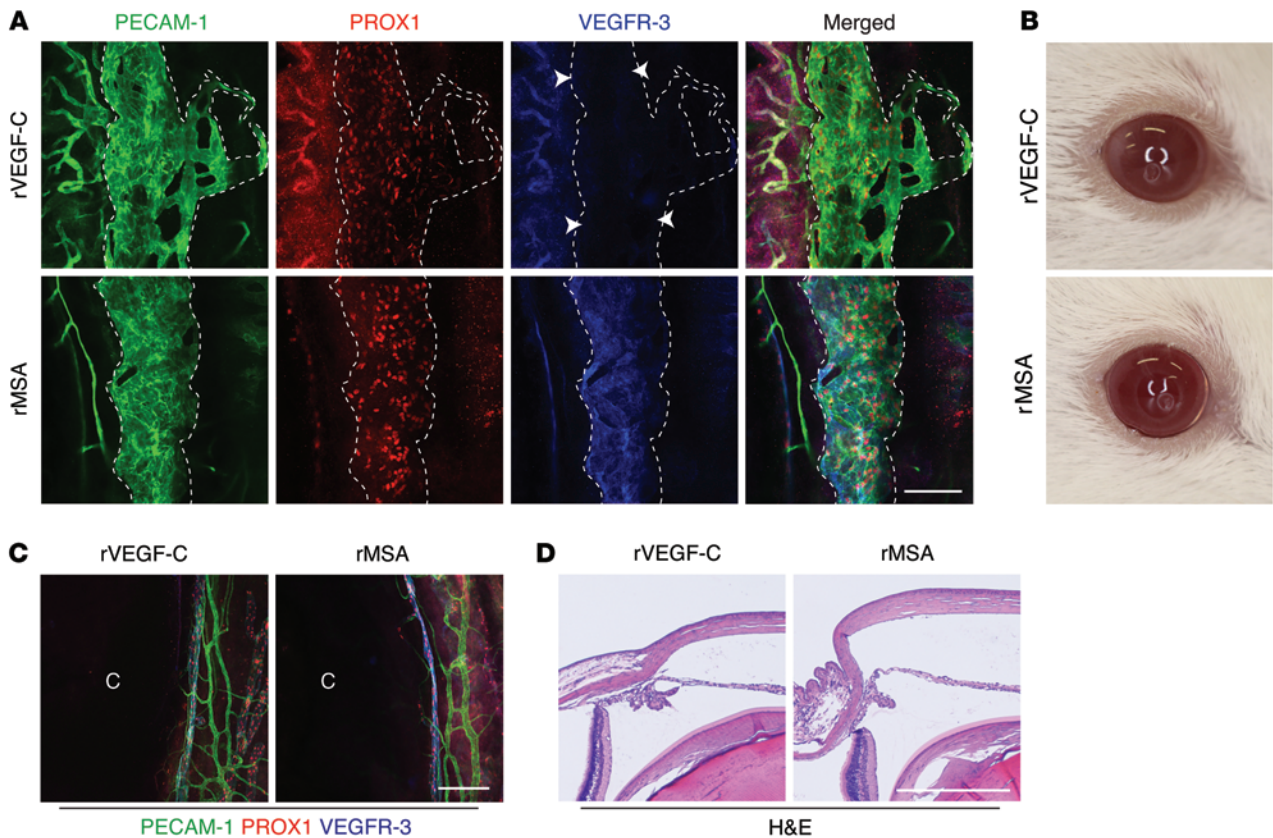 A
PECAM-1
PROX1
VEGFR-3
Merged
B
rVEGF-C
rVEGF-C
rMSA
rMSA
C
rVEGF-C
rMSA
D
rVEGF-C
rMSA
C
C
PECAM-1 PROX1 VEGFR-3
H&E